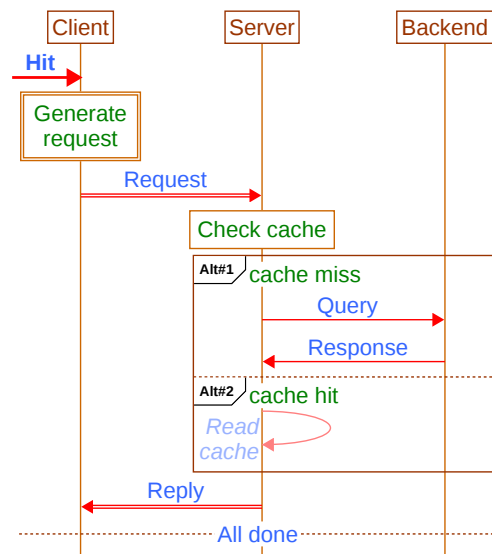 Client
Server
Backend
Hit
Generate
request
Request
Check cache
Alt#1
cache miss
Query
Response
Alt#2
cache hit
Read
cache
Reply
All done